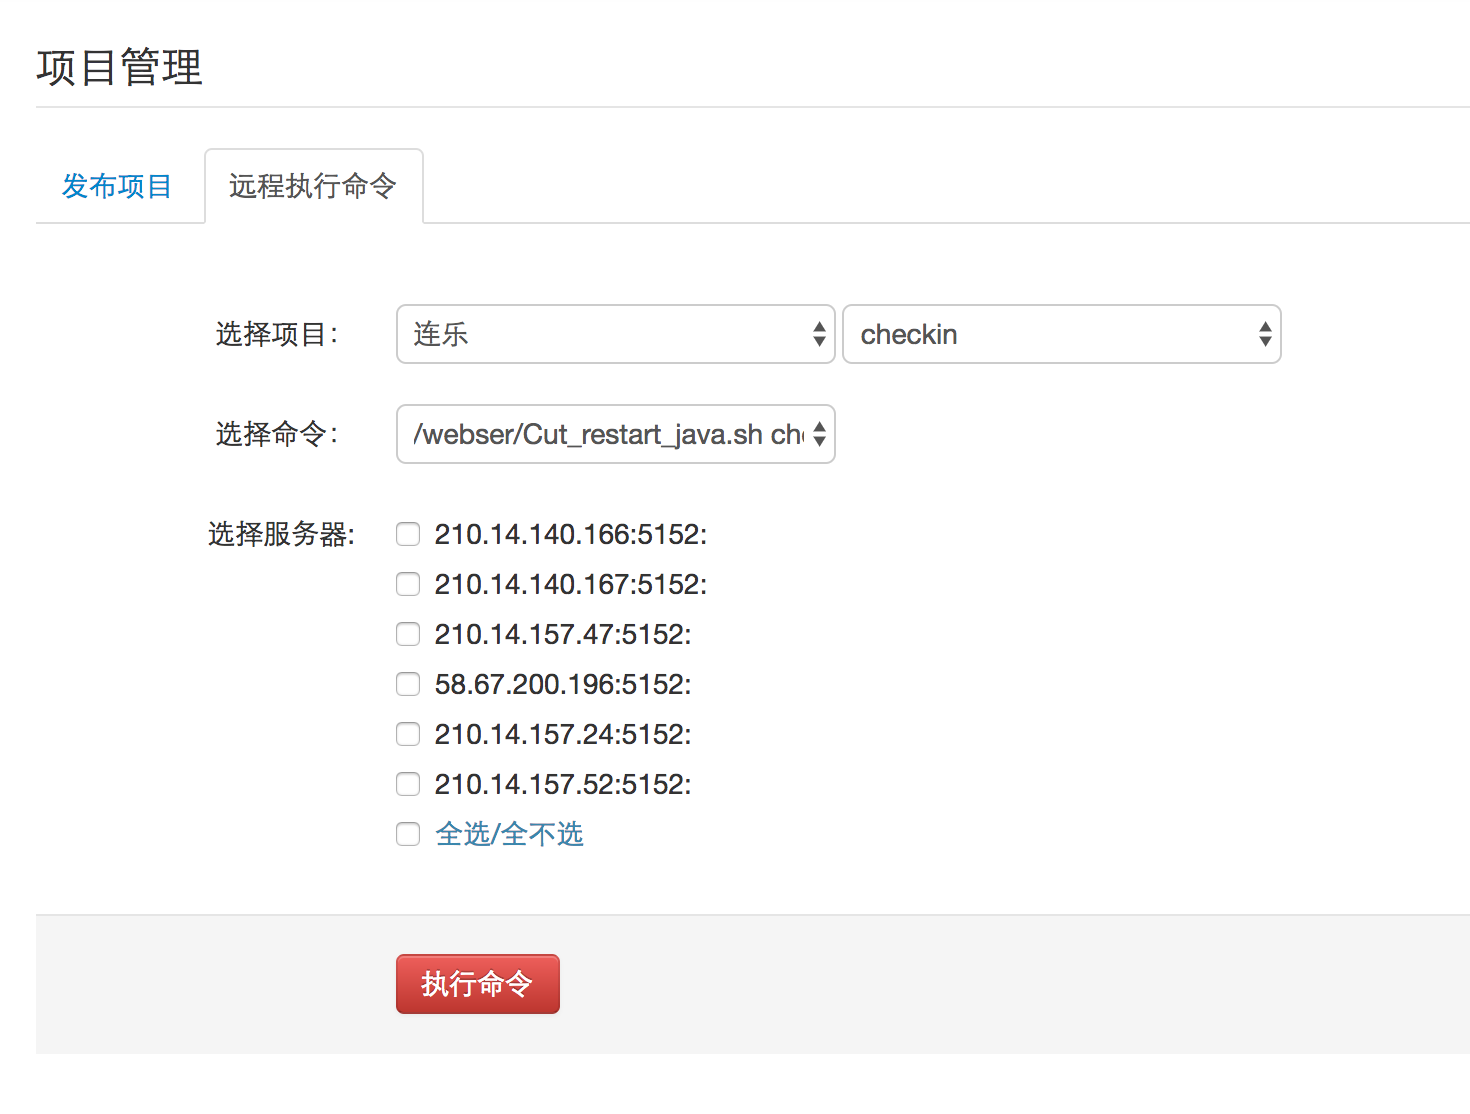 项目管理
发布项目 远程执行命令
选择项目: 连乐 checkin
选择命令: /webser/Cut_restart_java.sh
选择服务器: 210.14.140.166:5152:
210.14.140.167:5152:
210.14.157.47:5152:
58.67.200.196:5152:
210.14.157.24:5152:
210.14.157.52:5152:
全选/全不选
执行命令